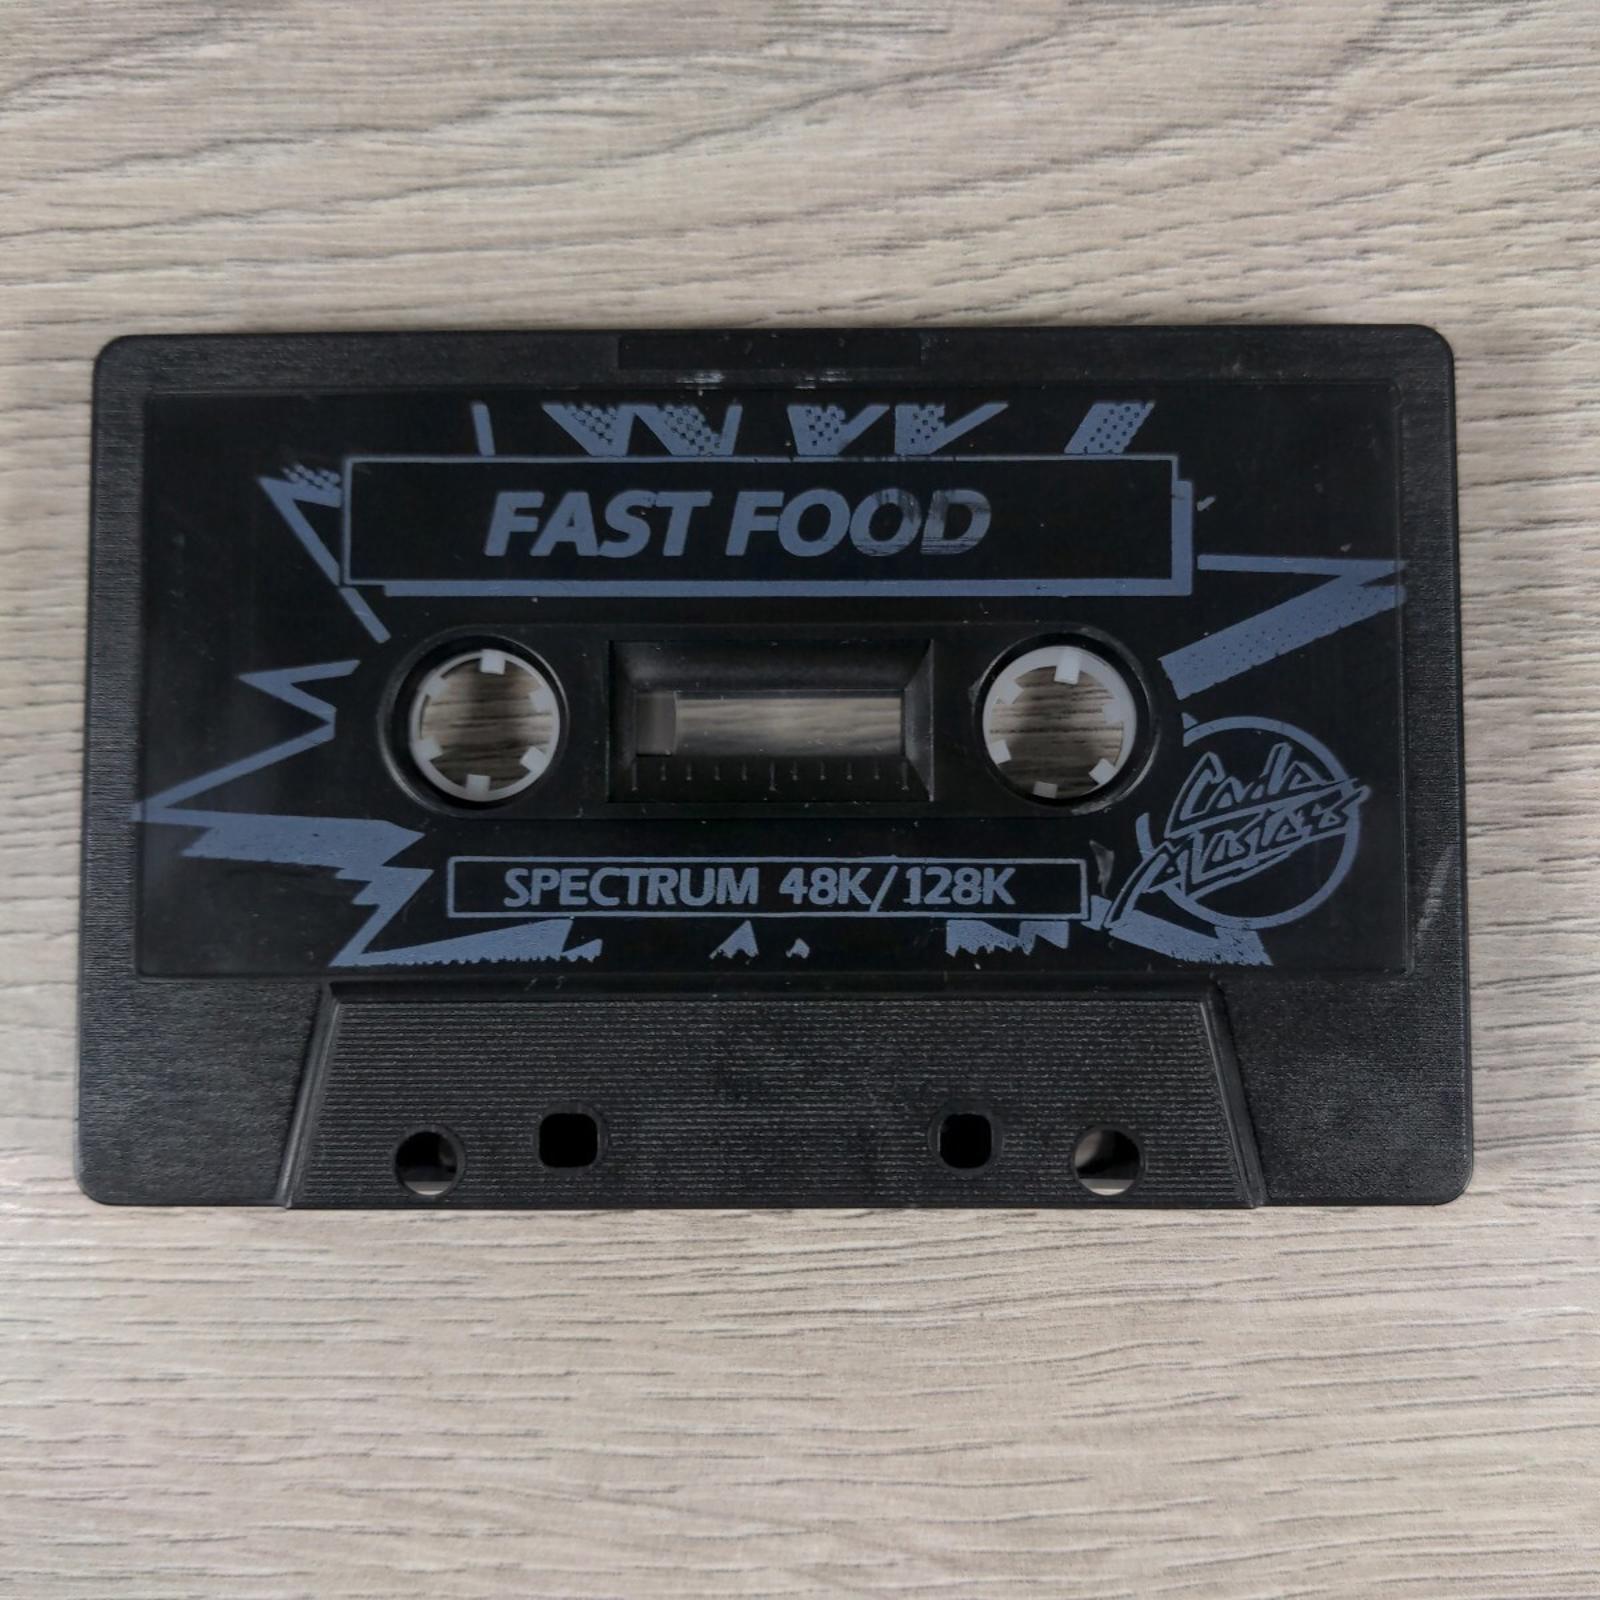 FAST FOOD
SPECTRUM 48K/128K
Code
Masters